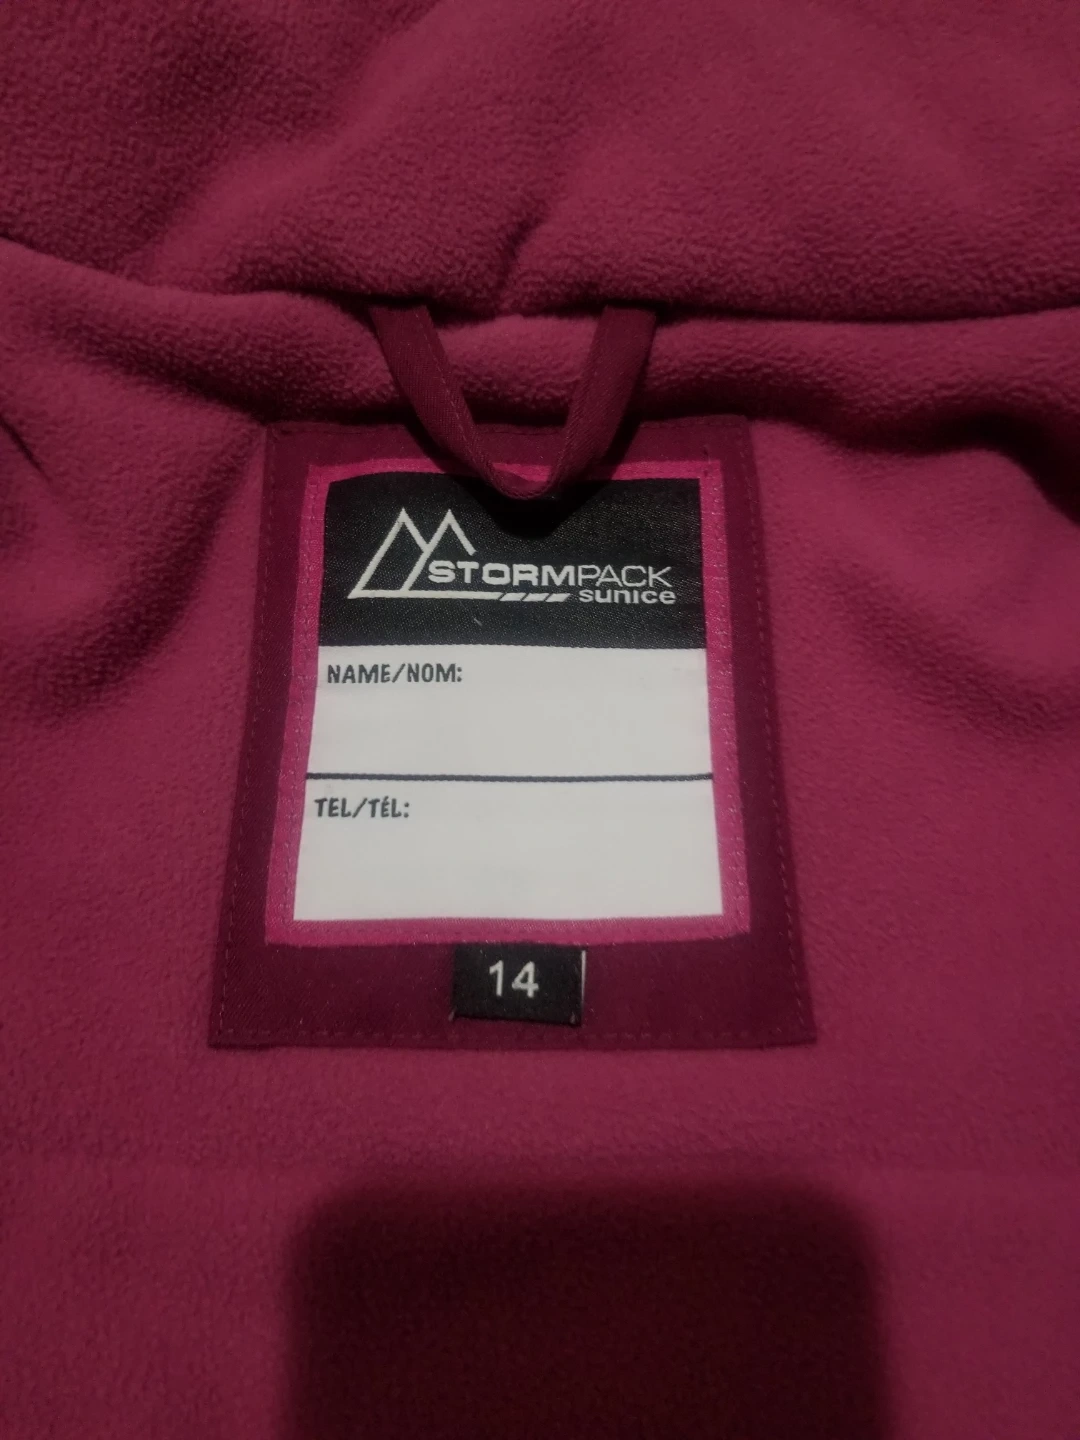 STORMPACK
sunice
NAME/NOM:
TEL/TÉL:
14